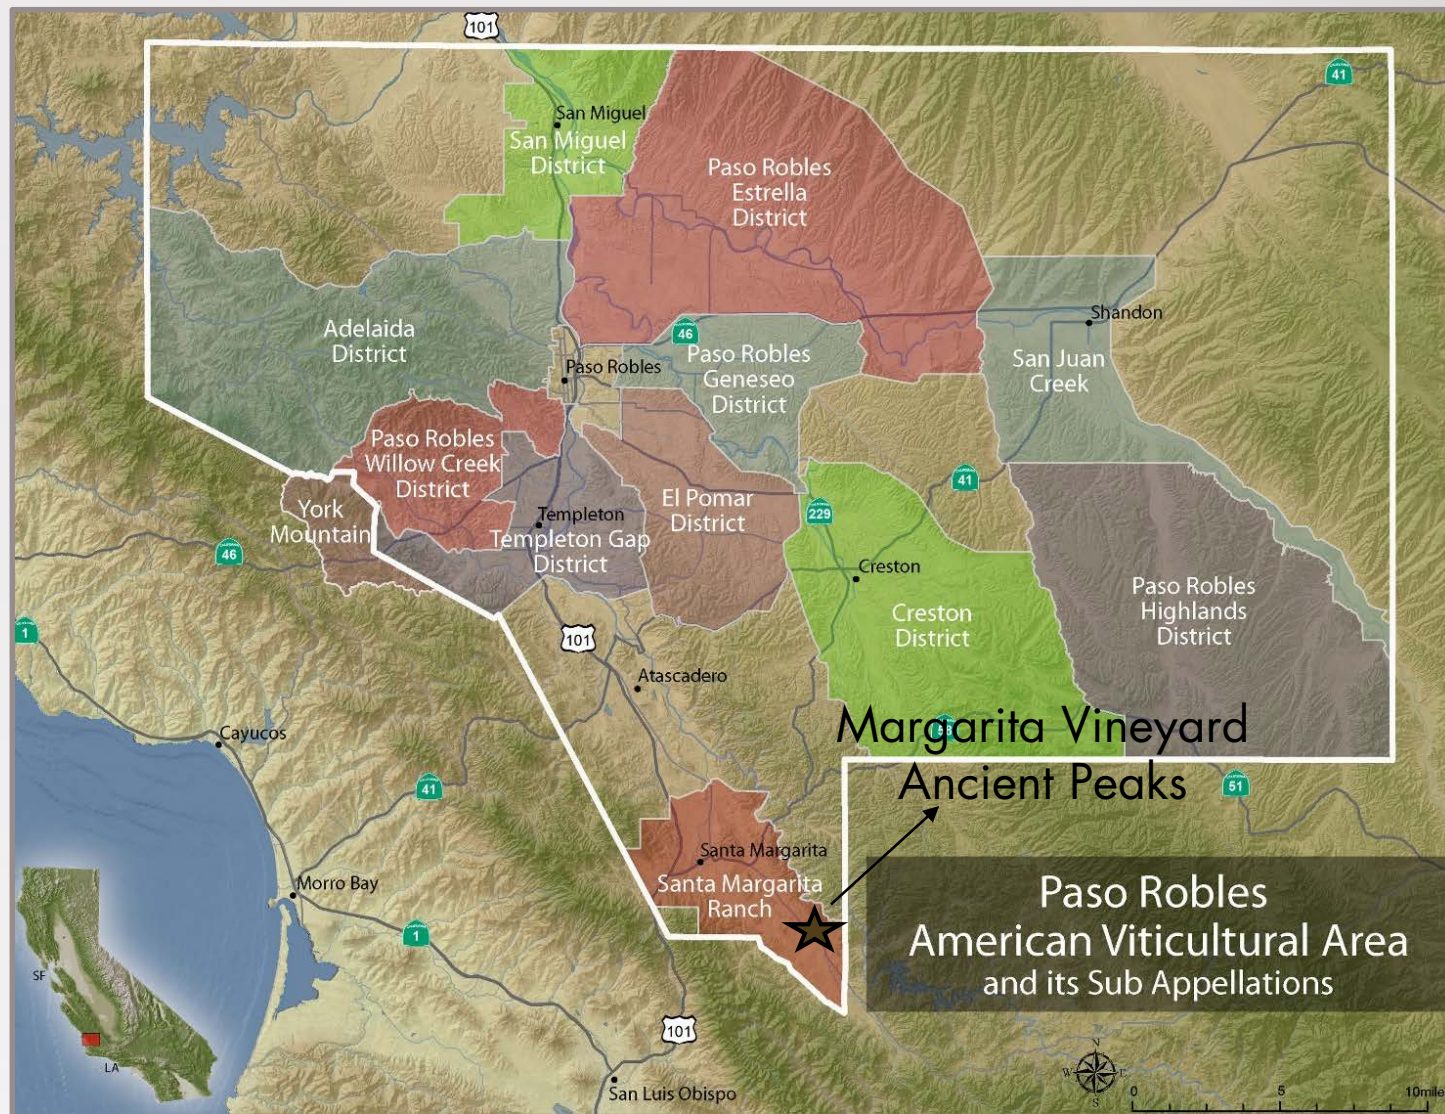 101
41
San Miguel
San Miguel
District
Paso Robles
Estrella
District
Adelaida
District
46
Shandon
Paso Robles
Paso Robles
Geneseo
District
San Juan
Creek
Paso Robles
Willow Creek
District
41
York
Mountain
El Pomar
District
229
Templeton
Templeton Gap
District
46
Creston
Creston
District
Paso Robles
Highlands
District
1
101
Atascadero
Cayucos
58
Margarita Vineyard
Ancient Peaks
41
51
Santa Margarita
Santa Margarita
Ranch
Morro Bay
1
Paso Robles
American Viticultural Area
and its Sub Appellations
SF
LA
101
San Luis Obispo
N
W
E
S
0
5
10mile